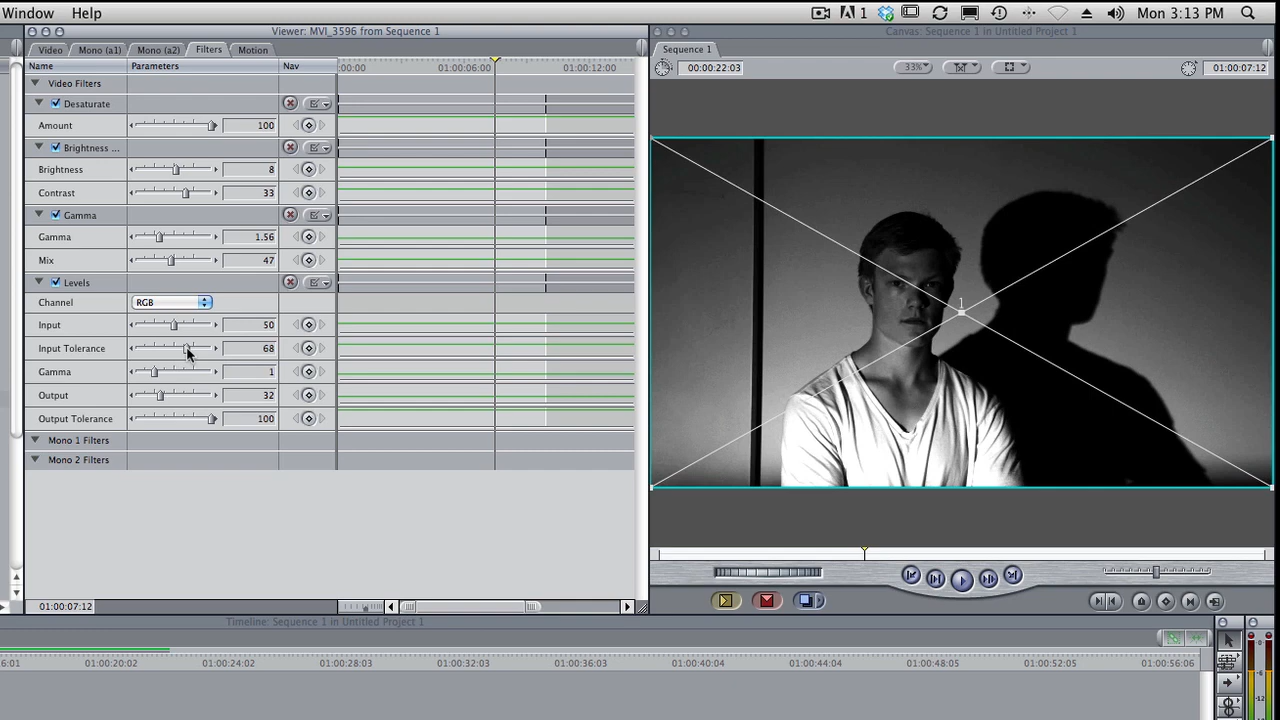 Window Help
1 Mon 3:13 PM
Viewer: MVI_3596 from Sequence 1
Canvas: Sequence 1 in Untitled Project 1
Video Mono (a1) Mono (a2) Filters Motion
Sequence 1
Name Parameters Nav
:00:00 01:00:06:00 01:00:12:00
00:00:22:03 33% 01:00:07:12
Video Filters
Desaturate
Amount 100
Brightness ...
Brightness 8
Contrast 33
Gamma
Gamma 1.56
Mix 47
Levels
Channel RGB
Input 50
Input Tolerance 68
Gamma 1
Output 32
Output Tolerance 100
Mono 1 Filters
Mono 2 Filters
1
01:00:07:12
Timeline: Sequence 1 in Untitled Project 1
6:01 01:00:20:02 01:00:24:02 01:00:28:03 01:00:32:03 01:00:36:03 01:00:40:04 01:00:44:04 01:00:48:05 01:00:52:05 01:00:56:06
0
-6
-12